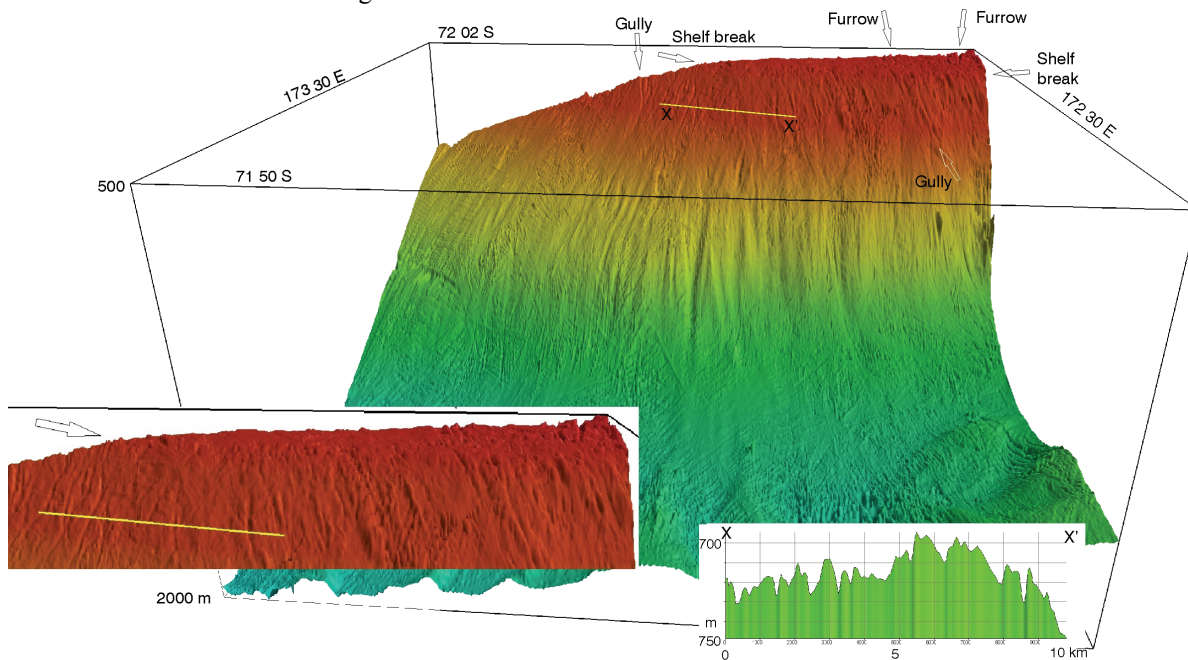 Gully
Shelf break
Furrow
Furrow
Shelf
break
72 02 S
173 30 E
172 30 E
X
X'
Gully
500
71 50 S
2000 m
X
X'
700
m
750
0
5
10 km